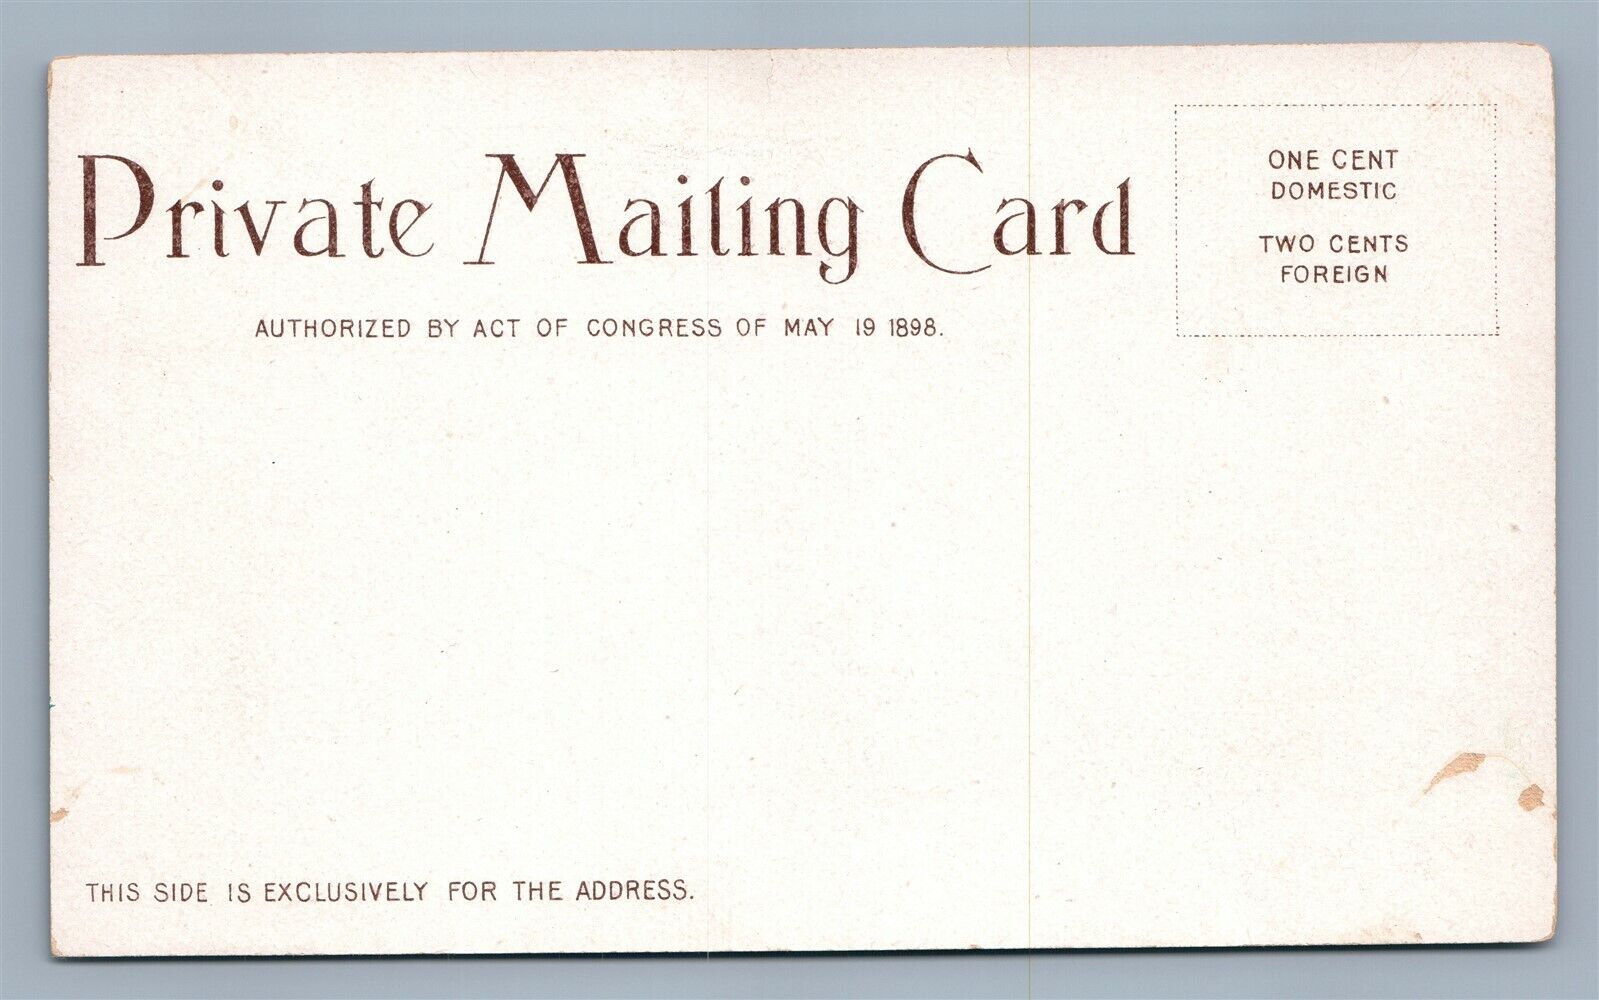 Private Mailing Card
AUTHORIZED BY ACT OF CONGRESS OF MAY 19 1898.
ONE CENT
DOMESTIC
TWO CENTS
FOREIGN
THIS SIDE IS EXCLUSIVELY FOR THE ADDRESS.